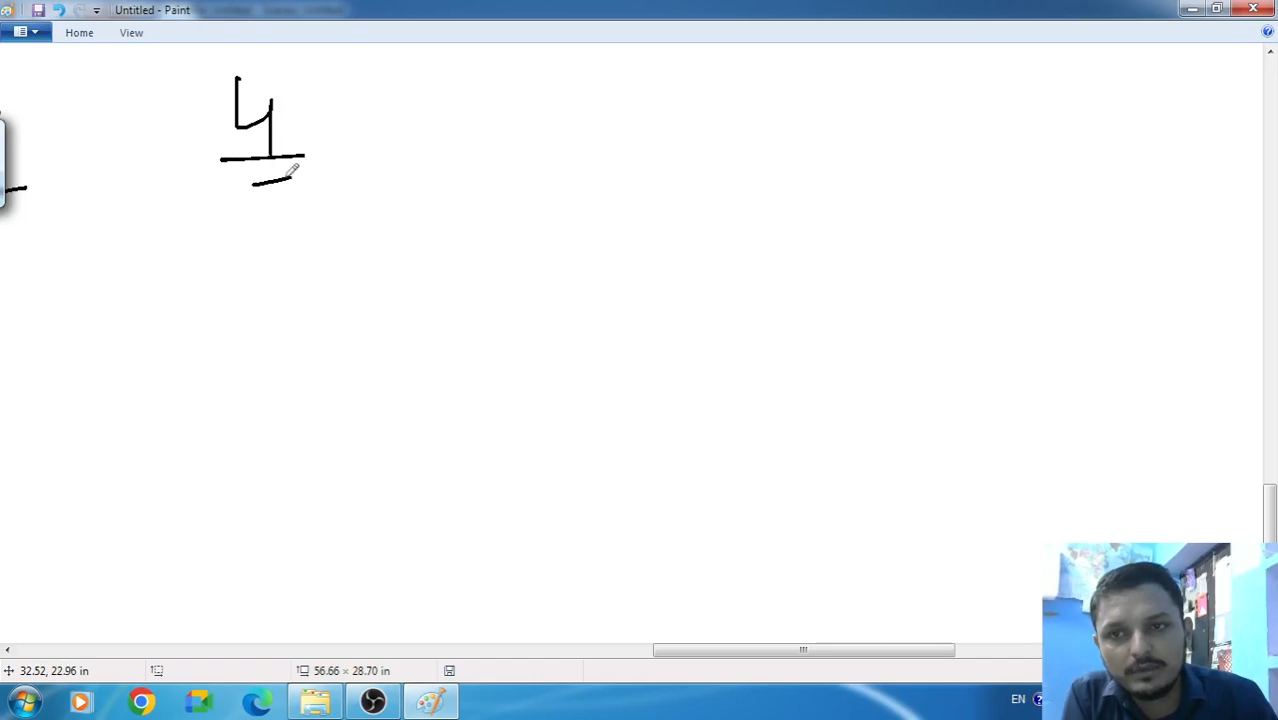 Untitled - Paint
Home View
4
32.52, 22.96 in 56.66 × 28.70 in
EN